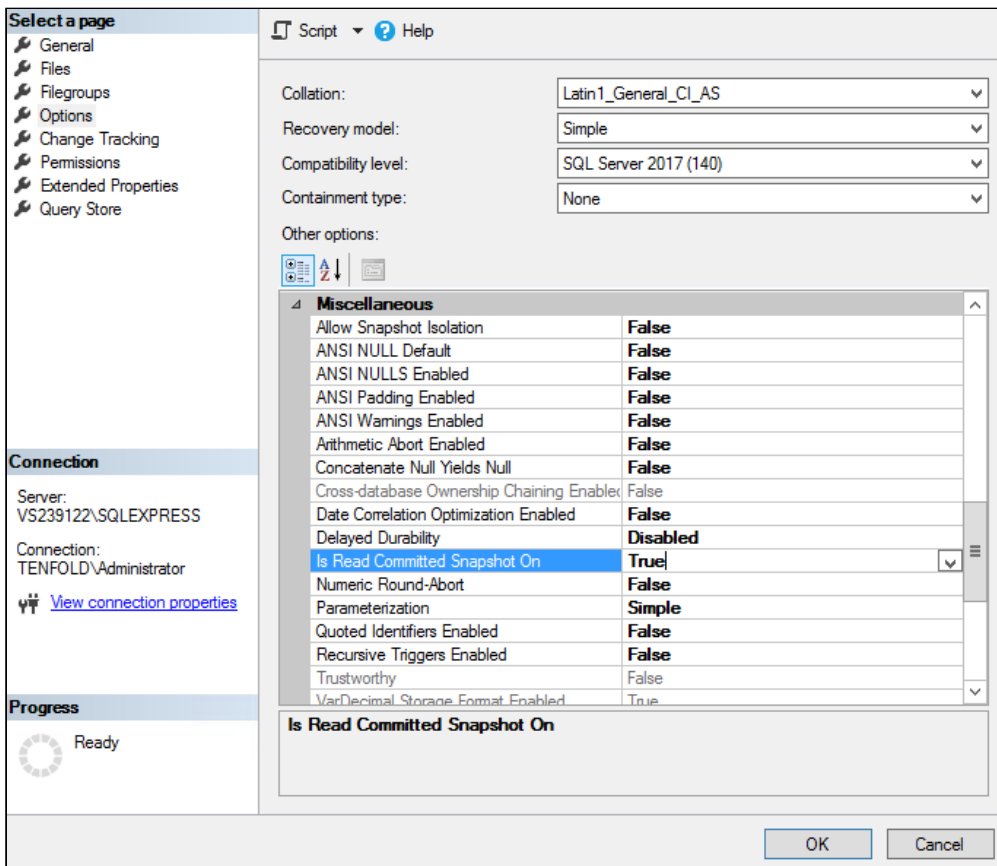 Select a page
General
Files
Filegroups
Options
Change Tracking
Permissions
Extended Properties
Query Store
Connection
Server:
VS239122\SQLEXPRESS
Connection:
TENFOLD\Administrator
View connection properties
Progress
Ready
Script
Help
Collation: Latin1_General_CI_AS
Recovery model: Simple
Compatibility level: SQL Server 2017 (140)
Containment type: None
Other options:
Miscellaneous
Allow Snapshot Isolation False
ANSI NULL Default False
ANSI NULLS Enabled False
ANSI Padding Enabled False
ANSI Warnings Enabled False
Arithmetic Abort Enabled False
Concatenate Null Yields Null False
Cross-database Ownership Chaining Enabled False
Date Correlation Optimization Enabled False
Delayed Durability Disabled
Is Read Committed Snapshot On True
Numeric Round-Abort False
Parameterization Simple
Quoted Identifiers Enabled False
Recursive Triggers Enabled False
Trustworthy False
VarDecimal Storage Format Enabled True
Is Read Committed Snapshot On
OK Cancel